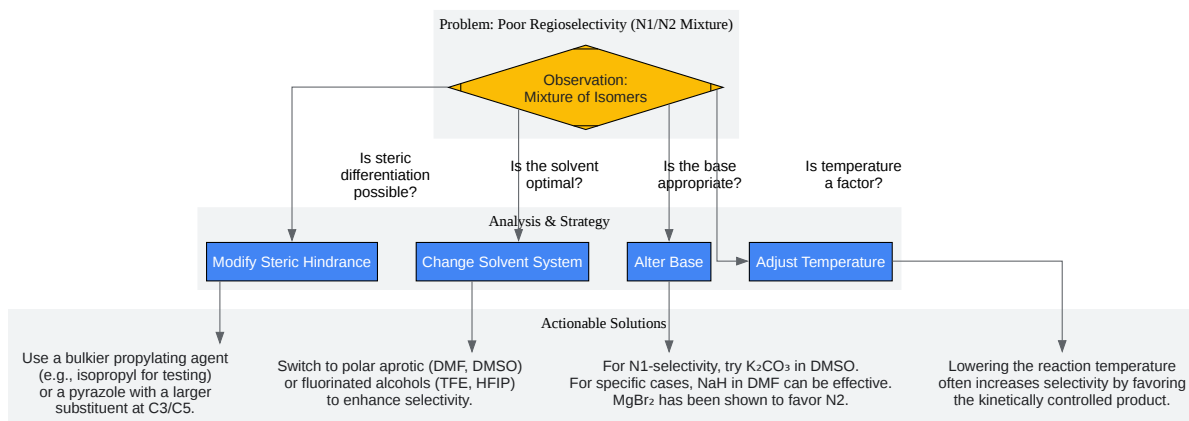 Problem: Poor Regioselectivity (N1/N2 Mixture)
Observation:
Mixture of Isomers
Is steric
differentiation
possible?
Is the solvent
optimal?
Is the base
appropriate?
Is temperature
a factor?
Analysis & Strategy
Modify Steric Hindrance
Change Solvent System
Alter Base
Adjust Temperature
Actionable Solutions
Use a bulkier propylating agent
(e.g., isopropyl for testing)
or a pyrazole with a larger
substituent at C3/C5.
Switch to polar aprotic (DMF, DMSO)
or fluorinated alcohols (TFE, HFIP)
to enhance selectivity.
For N1-selectivity, try K₂CO₃ in DMSO.
For specific cases, NaH in DMF can be effective.
MgBr₂ has been shown to favor N2.
Lowering the reaction temperature
often increases selectivity by favoring
the kinetically controlled product.